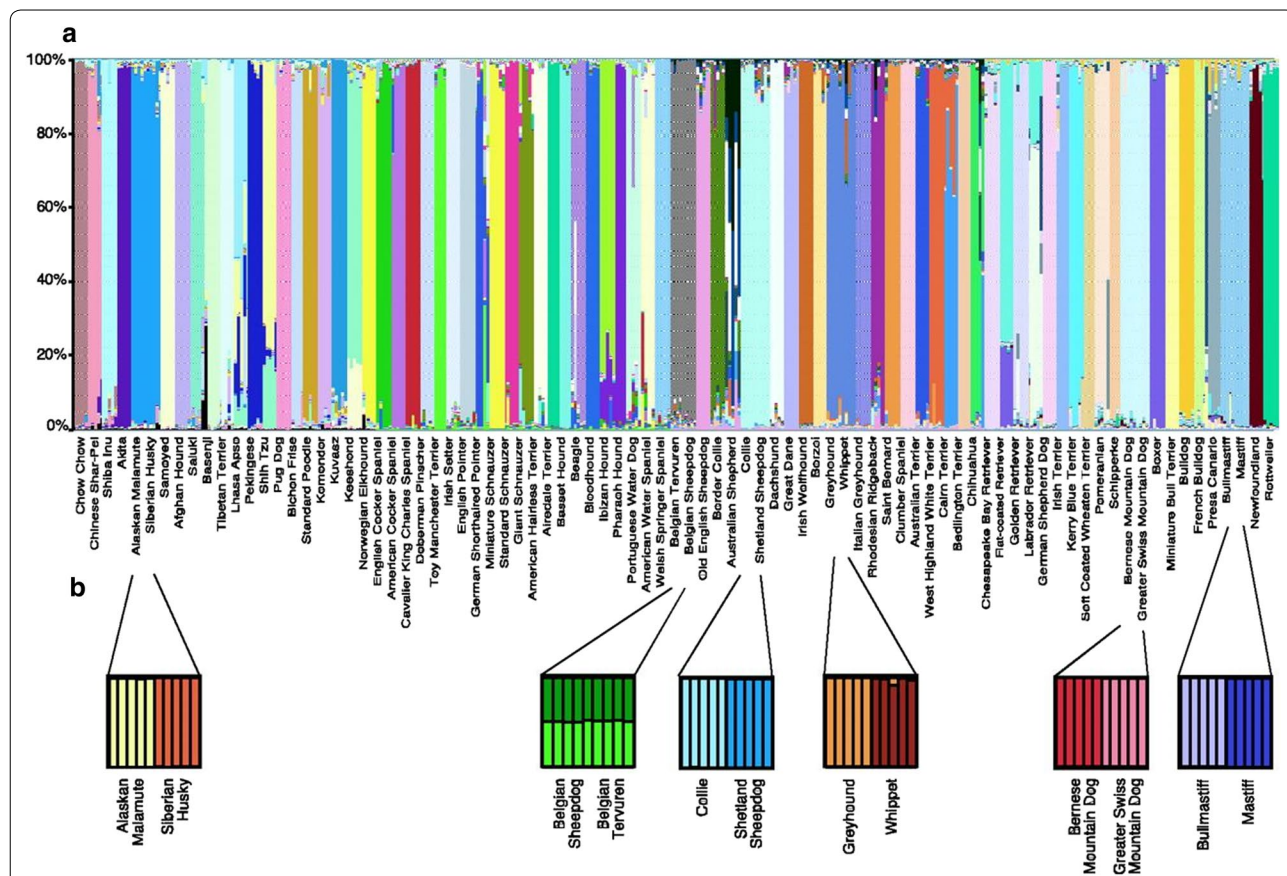 a
100%
80%
60%
40%
20%
0%
Chow Chow
Chinese Shar-Pei
Shiba Inu
Akita
Alaskan Malamute
Siberian Husky
Samoyed
Afghan Hound
Saluki
Basenji
Tibetan Terrier
Lhasa Apso
Pekingese
Shih Tzu
Pug Dog
Bichon Frise
Standard Poodle
Komondor
Kuvasz
Keeshond
Norwegian Elkhound
English Cocker Spaniel
American Cocker Spaniel
Cavalier King Charles Spaniel
Doberman Pinscher
Toy Manchester Terrier
Irish Setter
English Pointer
German Shorthaired Pointer
Miniature Schnauzer
Standard Schnauzer
Giant Schnauzer
American Hairless Terrier
Airedale Terrier
Basset Hound
Beagle
Bloodhound
Ibizan Hound
Pharaoh Hound
Portuguese Water Dog
American Water Spaniel
Welsh Springer Spaniel
Belgian Tervuren
Belgian Sheepdog
Old English Sheepdog
Border Collie
Australian Shepherd
Collie
Shetland Sheepdog
Dachshund
Great Dane
Irish Wolfhound
Borzoi
Greyhound
Whippet
Italian Greyhound
Rhodesian Ridgeback
Saint Bernard
Clumber Spaniel
Australian Terrier
West Highland White Terrier
Cairn Terrier
Bedlington Terrier
Chihuahua
Chesapeake Bay Retriever
Flat-coated Retriever
Golden Retriever
Labrador Retriever
German Shepherd Dog
Irish Terrier
Kerry Blue Terrier
Soft Coated Wheaten Terrier
Pomeranian
Schipperke
Bernese Mountain Dog
Greater Swiss Mountain Dog
Boxer
Miniature Bull Terrier
Bulldog
French Bulldog
Presa Canario
Bullmastiff
Mastiff
Newfoundland
Rottweiler
b
Alaskan
Malamute
Siberian
Husky
Belgian
Sheepdog
Belgian
Tervuren
Collie
Shetland
Sheepdog
Greyhound
Whippet
Bernese
Mountain Dog
Greater Swiss
Mountain Dog
Bullmastiff
Mastiff